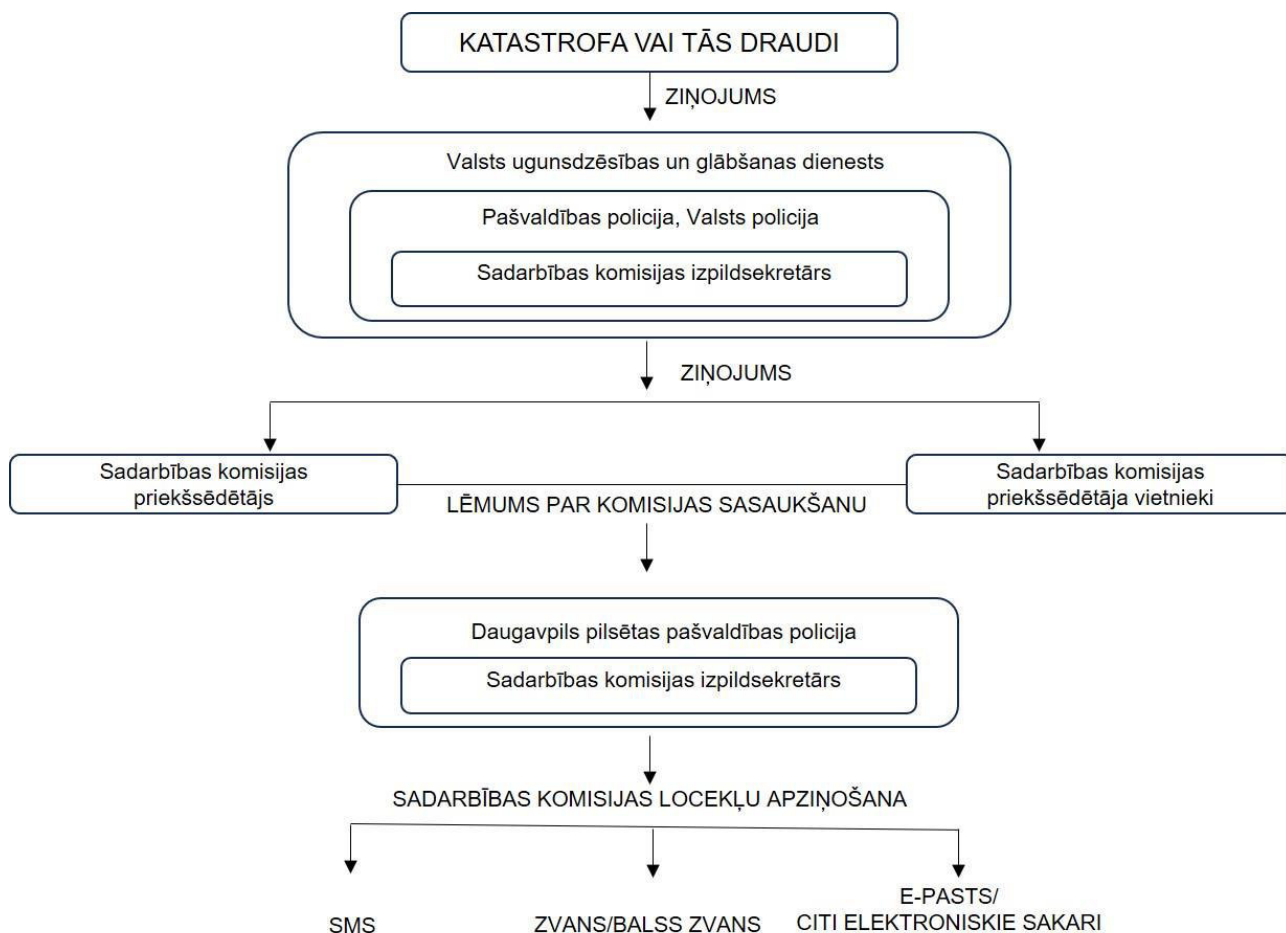 KATASTROFA VAI TĀS DRAUDI
ZIŅOJUMS
Valsts ugunsdzēsības un glābšanas dienests
Pašvaldības policija, Valsts policija
Sadarbības komisijas izpildsekretārs
ZIŅOJUMS
Sadarbības komisijas
priekšsēdētājs
Sadarbības komisijas
priekšsēdētāja vietnieki
LĒMUMS PAR KOMISIJAS SASAUKŠANU
Daugavpils pilsētas pašvaldības policija
Sadarbības komisijas izpildsekretārs
SADARBĪBAS KOMISIJAS LOCEKĻU APZIŅOŠANA
SMS
ZVANS/BALSS ZVANS
E-PASTS/
CITI ELEKTRONISKIE SAKARI